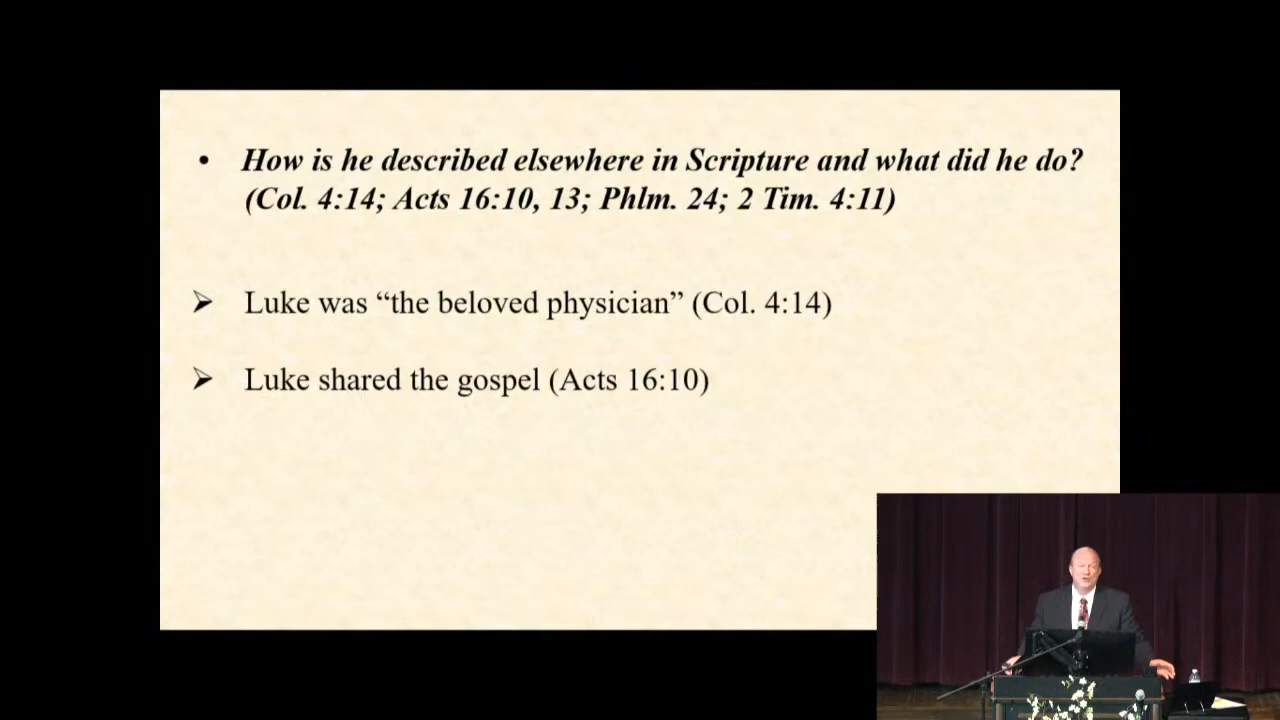 • How is he described elsewhere in Scripture and what did he do?
(Col. 4:14; Acts 16:10, 13; Phlm. 24; 2 Tim. 4:11)
➢ Luke was “the beloved physician” (Col. 4:14)
➢ Luke shared the gospel (Acts 16:10)